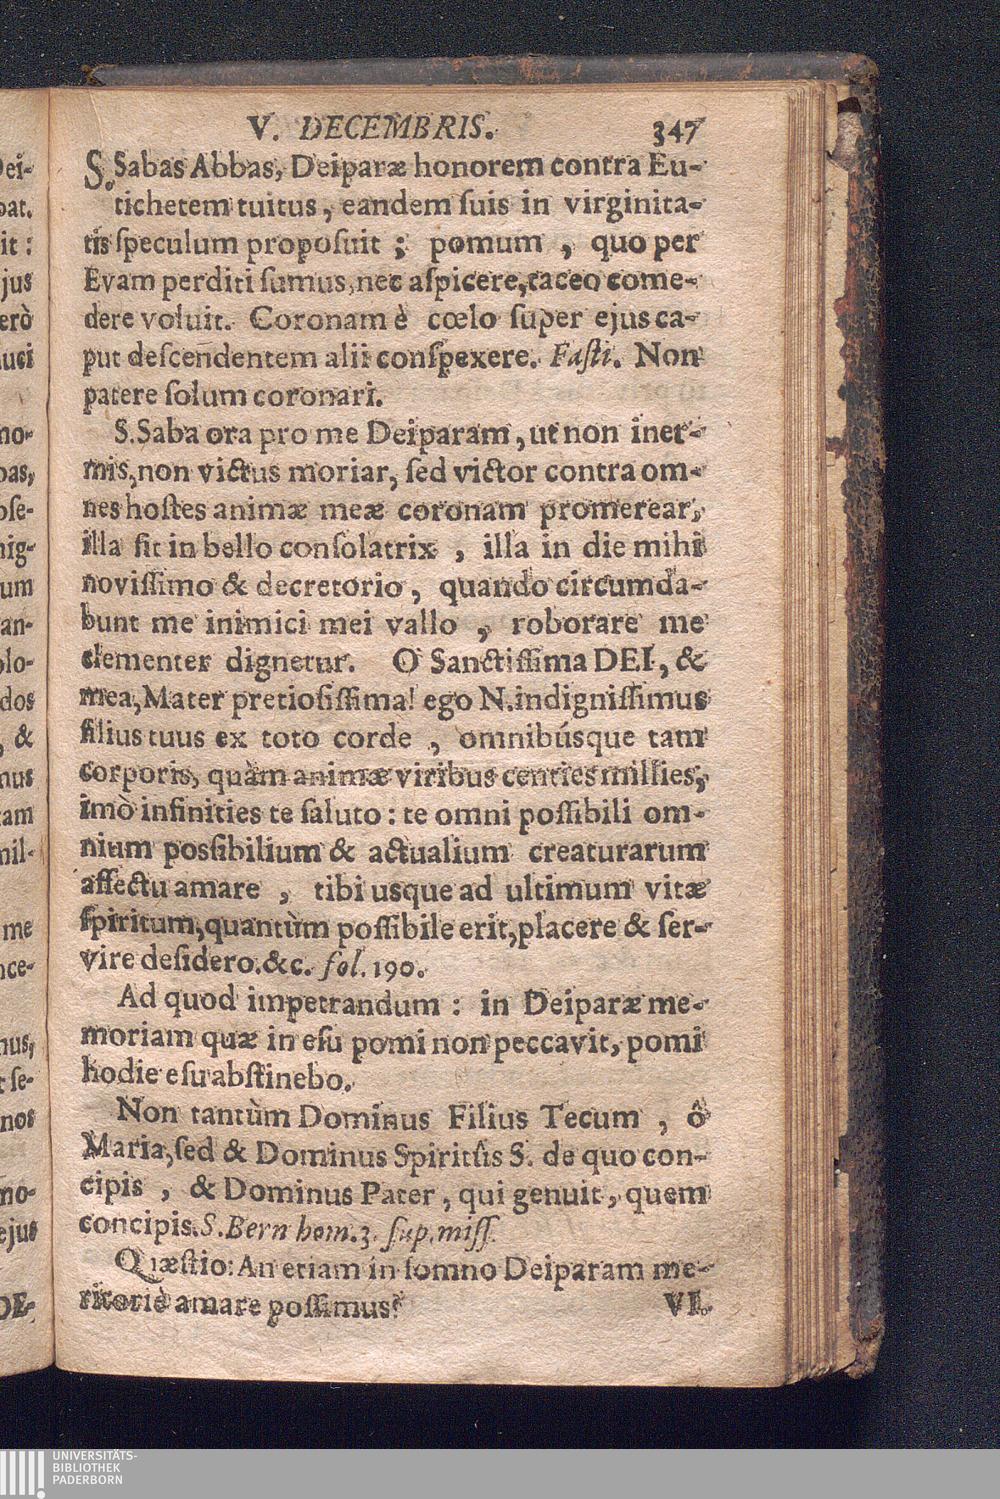 V. DECEMBRIS. 347
S. Sabas Abbas, Deiparæ honorem contra Eu-
tichetem tuitus, eandem suis in virginita-
tis speculum proposuit; pomum, quo per
Evam perditi sumus, nec aspicere, taceo come-
dere voluit. Coronam è cœlo super ejus ca-
put descendentem alii conspexere. Fasti. Non
patere solum coronari.
S. Saba ora pro me Deiparam, ut non iner-
mis, non victus moriar, sed victor contra om-
nes hostes animæ meæ coronam promerear,
illa sit in bello consolatrix, illa in die mihi
novissimo & decretorio, quando circumda-
bunt me inimici mei vallo, roborare me
clementer dignetur. O Sanctissima DEI, &
mea, Mater pretiosissima! ego N. indignissimus
filius tuus ex toto corde, omnibúsque tam
corporis, quàm animæ viribus centies millies,
imò infinities te saluto: te omni possibili om-
nium possibilium & actualium creaturarum
affectu amare, tibi usque ad ultimum vitæ
spiritum, quantùm possibile erit, placere & ser-
vire desidero. &c. fol. 190.
Ad quod impetrandum: in Deiparæ me-
moriam quæ in esu pomi non peccavit, pomi
hodie esu abstinebo.
Non tantùm Dominus Filius Tecum, ô
Maria, sed & Dominus Spiritûs S. de quo con-
cipis, & Dominus Pater, qui genuit, quem
concipis. S. Bern hom. 3. sup. miss.
Quæstio: An etiam in somno Deiparam me-
ritoriè amare possimus?
VI.
UNIVERSITÄTS-
BIBLIOTHEK
PADERBORN